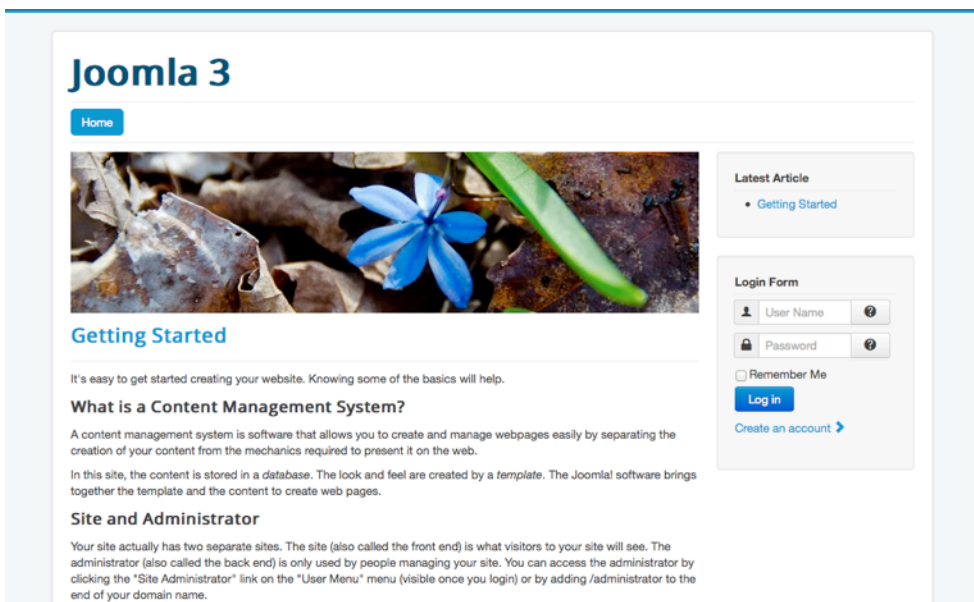 Joomla 3
Home
Getting Started
It's easy to get started creating your website. Knowing some of the basics will help.
What is a Content Management System?
A content management system is software that allows you to create and manage webpages easily by separating the
creation of your content from the mechanics required to present it on the web.
In this site, the content is stored in a database. The look and feel are created by a template. The Joomla! software brings
together the template and the content to create web pages.
Site and Administrator
Your site actually has two separate sites. The site (also called the front end) is what visitors to your site will see. The
administrator (also called the back end) is only used by people managing your site. You can access the administrator by
clicking the "Site Administrator" link on the "User Menu" menu (visible once you login) or by adding /administrator to the
end of your domain name.
Latest Article
Getting Started
Login Form
User Name
Password
Remember Me
Log in
Create an account